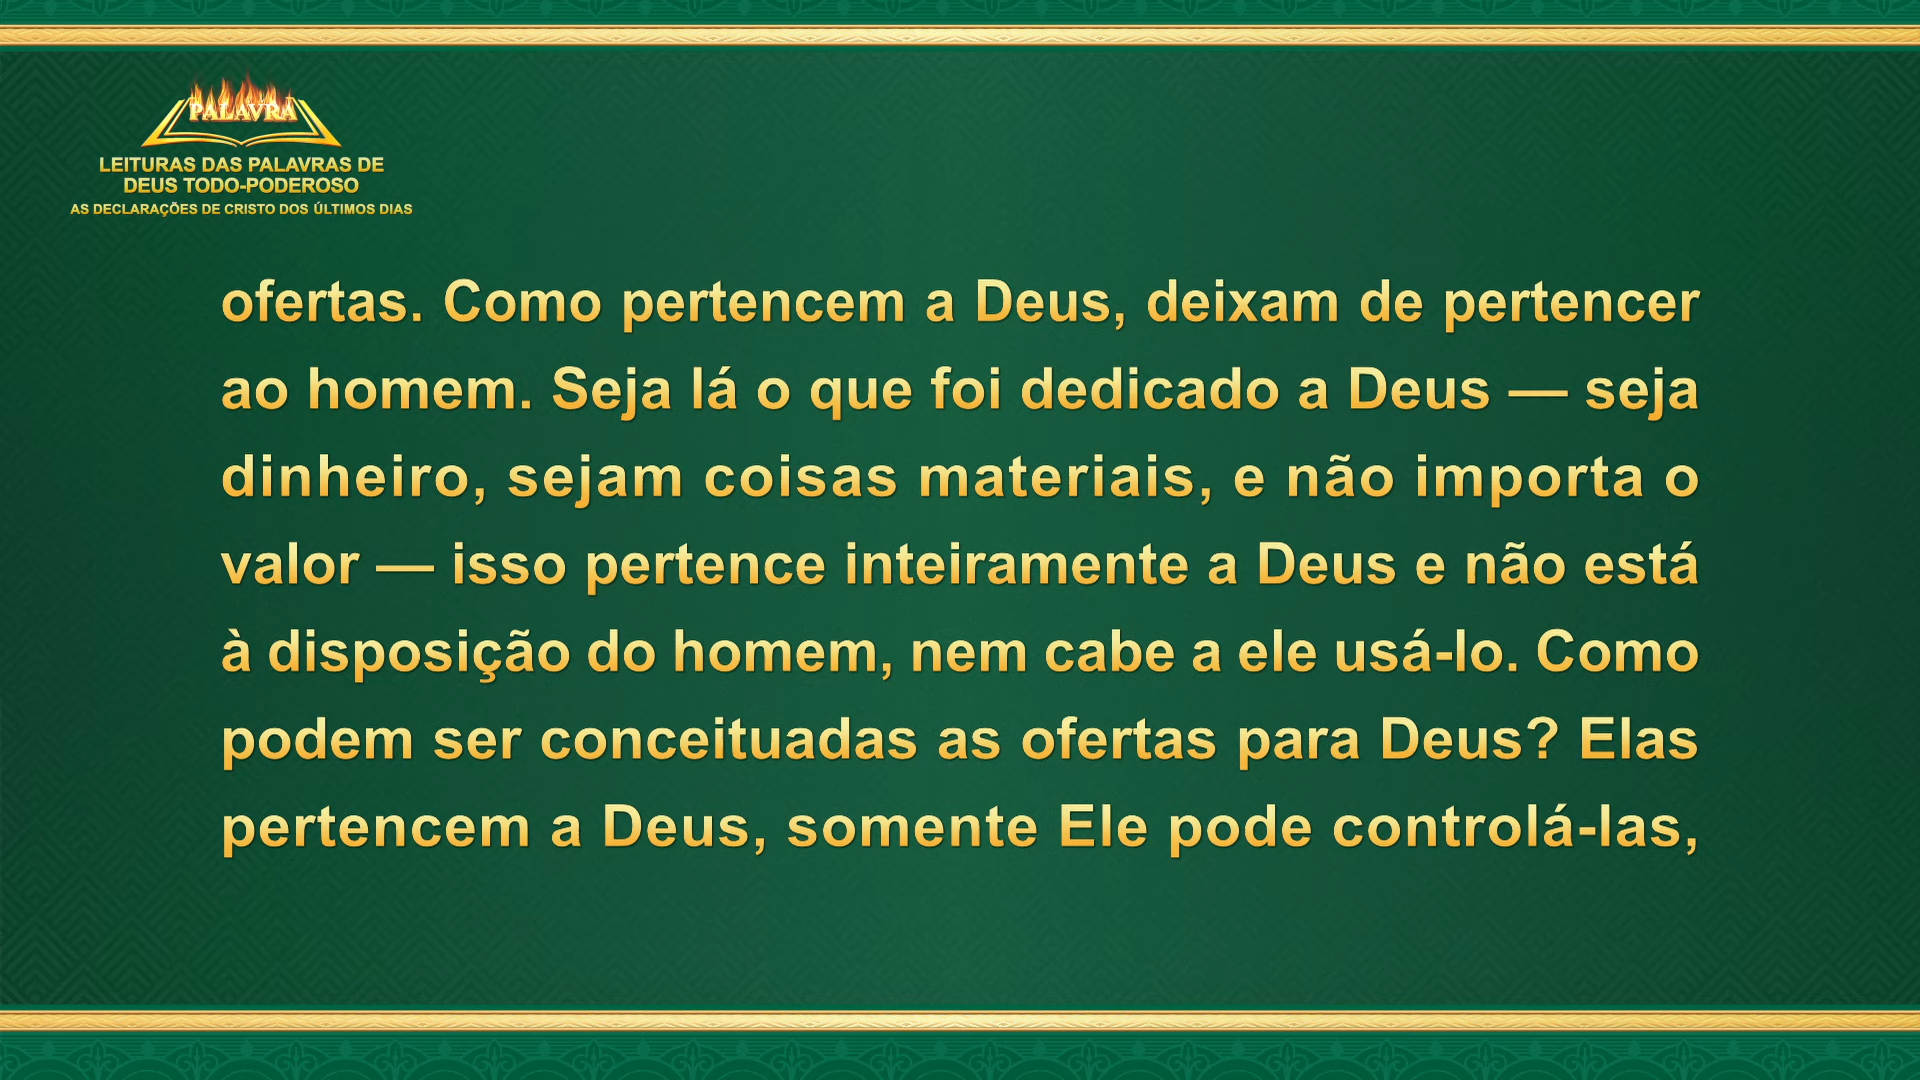 PALAVRA
LEITURAS DAS PALAVRAS DE
DEUS TODO-PODEROSO
AS DECLARAÇÕES DE CRISTO DOS ÚLTIMOS DIAS
ofertas. Como pertencem a Deus, deixam de pertencer
ao homem. Seja lá o que foi dedicado a Deus — seja
dinheiro, sejam coisas materiais, e não importa o
valor — isso pertence inteiramente a Deus e não está
à disposição do homem, nem cabe a ele usá-lo. Como
podem ser conceituadas as ofertas para Deus? Elas
pertencem a Deus, somente Ele pode controlá-las,